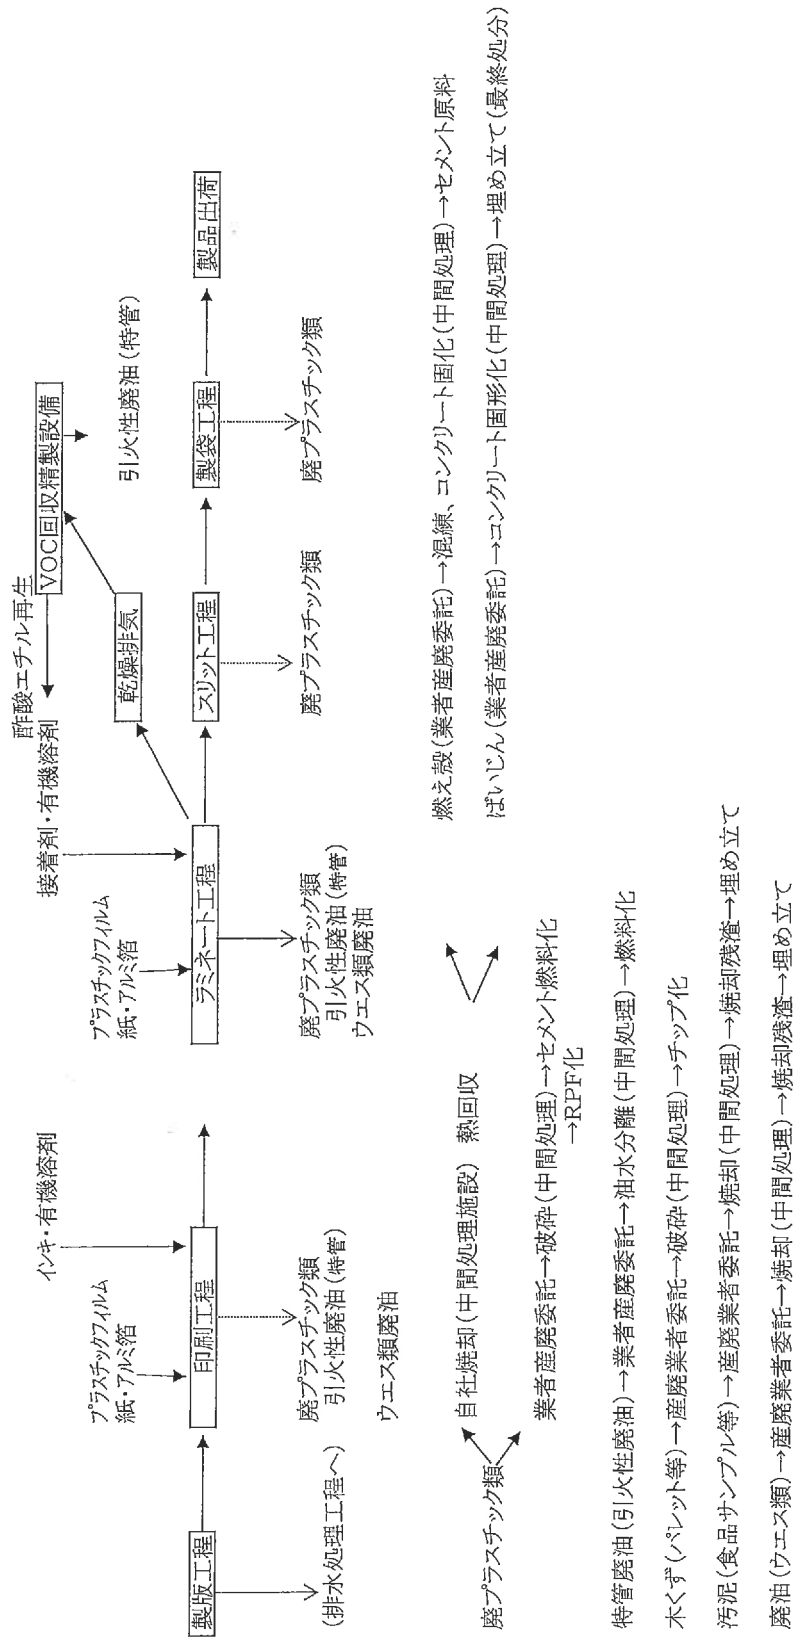 酢酸エチル再生
VOC回収精製設備
接着剤・有機溶剤
インキ・有機溶剤
プラスチックフィルム
紙・アルミ箔
プラスチックフィルム
紙・アルミ箔
乾燥排気
引火性廃油(特管)
製版工程
印刷工程
ラミネート工程
スリット工程
製袋工程
製品出荷
(排水処理工程へ)
廃プラスチック類
引火性廃油(特管)
ウエス類廃油
廃プラスチック類
引火性廃油(特管)
ウエス類廃油
廃プラスチック類
廃プラスチック類
廃プラスチック類
自社焼却(中間処理施設) 熱回収
燃え殻(業者産廃委託)→混練、コンクリート固化(中間処理)→セメント原料
ばいじん(業者産廃委託)→コンクリート固形化(中間処理)→埋め立て(最終処分)
業者産廃委託→破砕(中間処理)→セメント燃料化
→RPF化
特管廃油(引火性廃油)→業者産廃委託→油水分離(中間処理)→燃料化
木くず(パレット等)→産廃業者委託→破砕(中間処理)→チップ化
汚泥(食品サンプル等)→産廃業者委託→焼却(中間処理)→焼却残渣→埋め立て
廃油(ウエス類)→産廃業者委託→焼却(中間処理)→焼却残渣→埋め立て